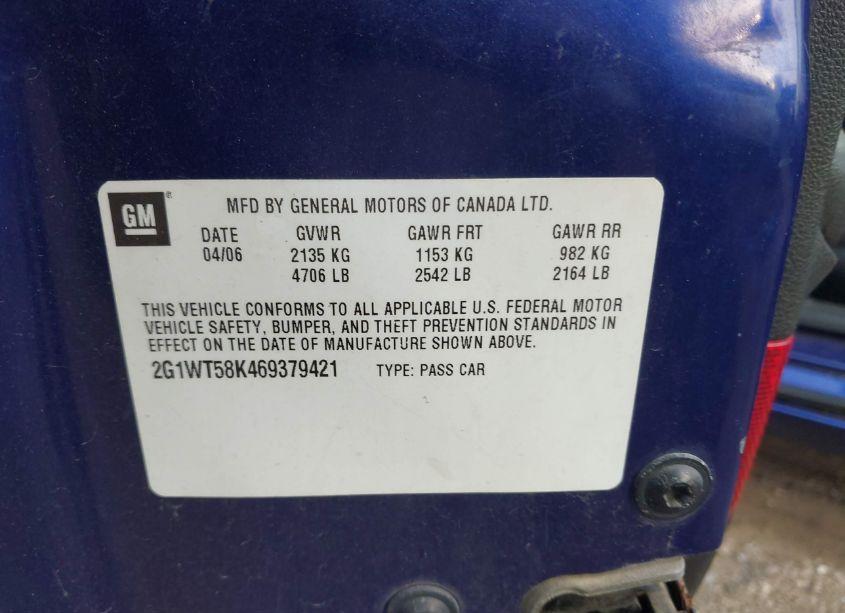 GM® MFD BY GENERAL MOTORS OF CANADA LTD.
DATE GVWR GAWR FRT GAWR RR
04/06 2135 KG 1153 KG 982 KG
4706 LB 2542 LB 2164 LB
THIS VEHICLE CONFORMS TO ALL APPLICABLE U.S. FEDERAL MOTOR
VEHICLE SAFETY, BUMPER, AND THEFT PREVENTION STANDARDS IN
EFFECT ON THE DATE OF MANUFACTURE SHOWN ABOVE.
2G1WT58K469379421 TYPE: PASS CAR